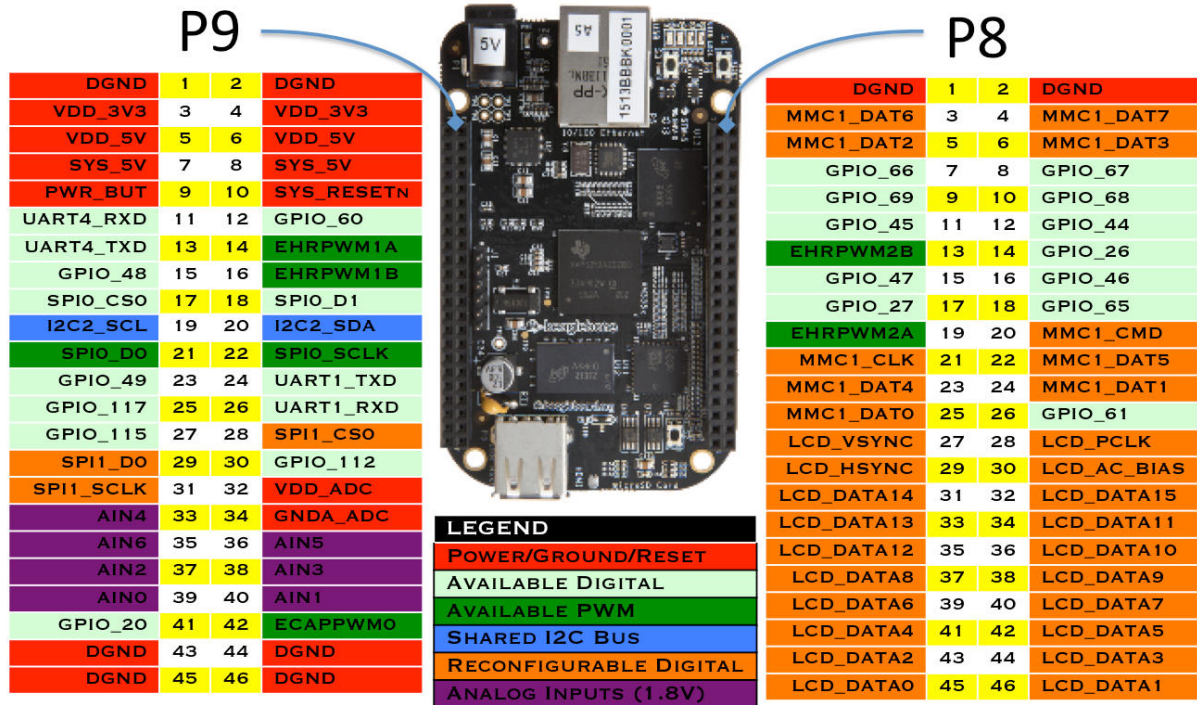 P9
P8
5V
A5
1513BBBK0001
10/100 Ethernet
beaglebone
microSD Card
DGND 1 2 DGND
VDD_3V3 3 4 VDD_3V3
VDD_5V 5 6 VDD_5V
SYS_5V 7 8 SYS_5V
PWR_BUT 9 10 SYS_RESETN
UART4_RXD 11 12 GPIO_60
UART4_TXD 13 14 EHRPWM1A
GPIO_48 15 16 EHRPWM1B
SPI0_CS0 17 18 SPI0_D1
I2C2_SCL 19 20 I2C2_SDA
SPI0_D0 21 22 SPI0_SCLK
GPIO_49 23 24 UART1_TXD
GPIO_117 25 26 UART1_RXD
GPIO_115 27 28 SPI1_CS0
SPI1_D0 29 30 GPIO_112
SPI1_SCLK 31 32 VDD_ADC
AIN4 33 34 GNDA_ADC
AIN6 35 36 AIN5
AIN2 37 38 AIN3
AIN0 39 40 AIN1
GPIO_20 41 42 ECAPPWM0
DGND 43 44 DGND
DGND 45 46 DGND
LEGEND
POWER/GROUND/RESET
AVAILABLE DIGITAL
AVAILABLE PWM
SHARED I2C BUS
RECONFIGURABLE DIGITAL
ANALOG INPUTS (1.8V)
DGND 1 2 DGND
MMC1_DAT6 3 4 MMC1_DAT7
MMC1_DAT2 5 6 MMC1_DAT3
GPIO_66 7 8 GPIO_67
GPIO_69 9 10 GPIO_68
GPIO_45 11 12 GPIO_44
EHRPWM2B 13 14 GPIO_26
GPIO_47 15 16 GPIO_46
GPIO_27 17 18 GPIO_65
EHRPWM2A 19 20 MMC1_CMD
MMC1_CLK 21 22 MMC1_DAT5
MMC1_DAT4 23 24 MMC1_DAT1
MMC1_DAT0 25 26 GPIO_61
LCD_VSYNC 27 28 LCD_PCLK
LCD_HSYNC 29 30 LCD_AC_BIAS
LCD_DATA14 31 32 LCD_DATA15
LCD_DATA13 33 34 LCD_DATA11
LCD_DATA12 35 36 LCD_DATA10
LCD_DATA8 37 38 LCD_DATA9
LCD_DATA6 39 40 LCD_DATA7
LCD_DATA4 41 42 LCD_DATA5
LCD_DATA2 43 44 LCD_DATA3
LCD_DATA0 45 46 LCD_DATA1